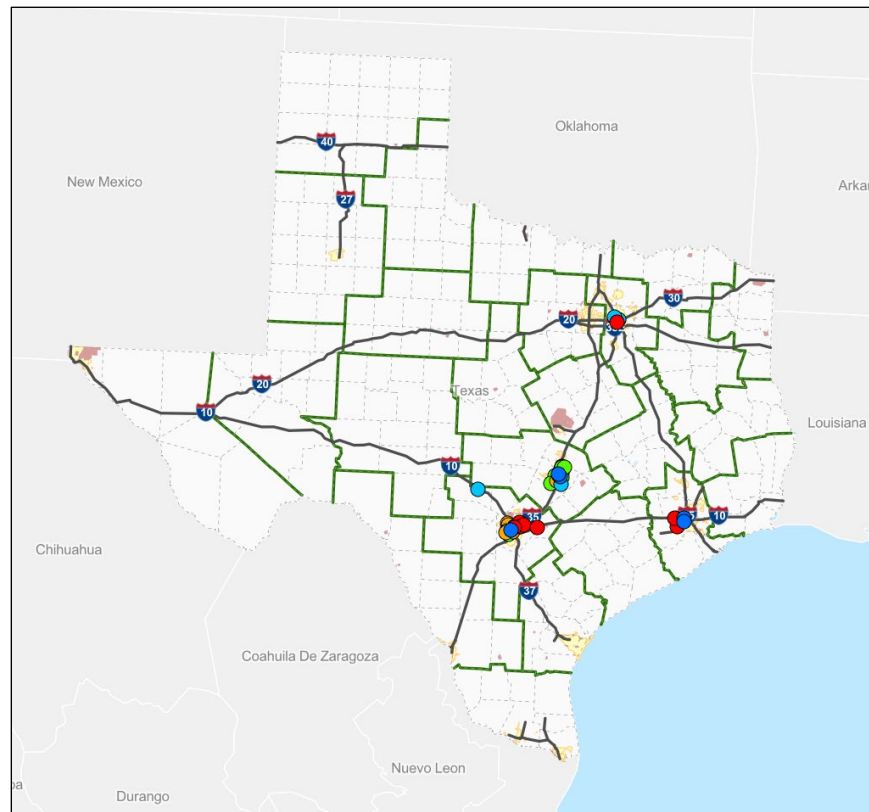 Oklahoma
40
New Mexico
Arka
27
30
20
20
Texas
10
Louisiana
10
35
10
Chihuahua
37
Coahuila De Zaragoza
Nuevo Leon
Durango